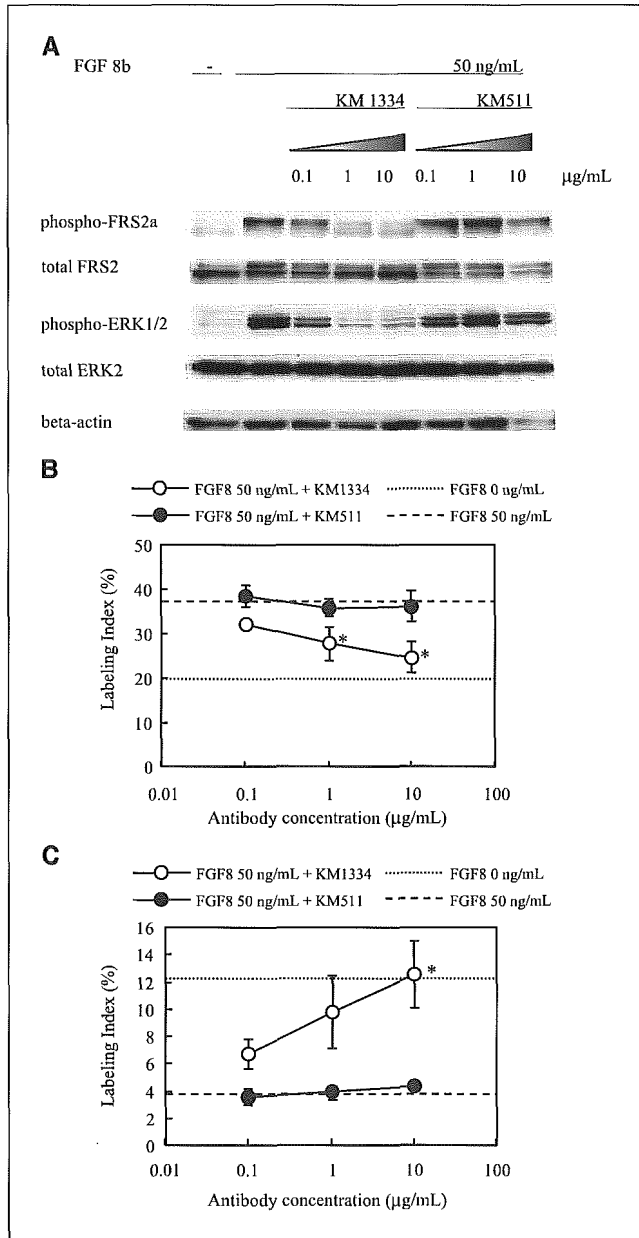 A
FGF 8b - 50 ng/mL
KM 1334 KM511
0.1 1 10 0.1 1 10 μg/mL
phospho-FRS2a
total FRS2
phospho-ERK1/2
total ERK2
beta-actin
B
FGF8 50 ng/mL + KM1334 FGF8 0 ng/mL
FGF8 50 ng/mL + KM511 FGF8 50 ng/mL
50
40
30
20
10
0
Labeling Index (%)
* *
0.01 0.1 1 10 100
Antibody concentration (μg/mL)
C
FGF8 50 ng/mL + KM1334 FGF8 0 ng/mL
FGF8 50 ng/mL + KM511 FGF8 50 ng/mL
16
14
12
10
8
6
4
2
0
Labeling Index (%)
*
0.01 0.1 1 10 100
Antibody concentration (μg/mL)